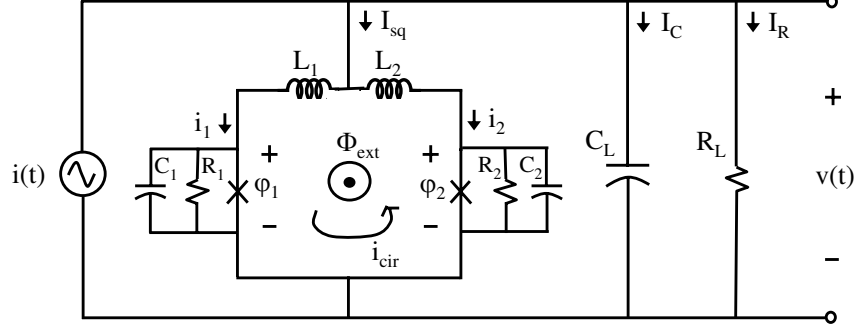 I_sq I_C I_R
L_1 L_2
i_1 i_2
+
i(t) C_1 R_1 + φ_1 Φ_ext + φ_2 R_2 C_2 C_L R_L v(t)
− −
i_cir
−